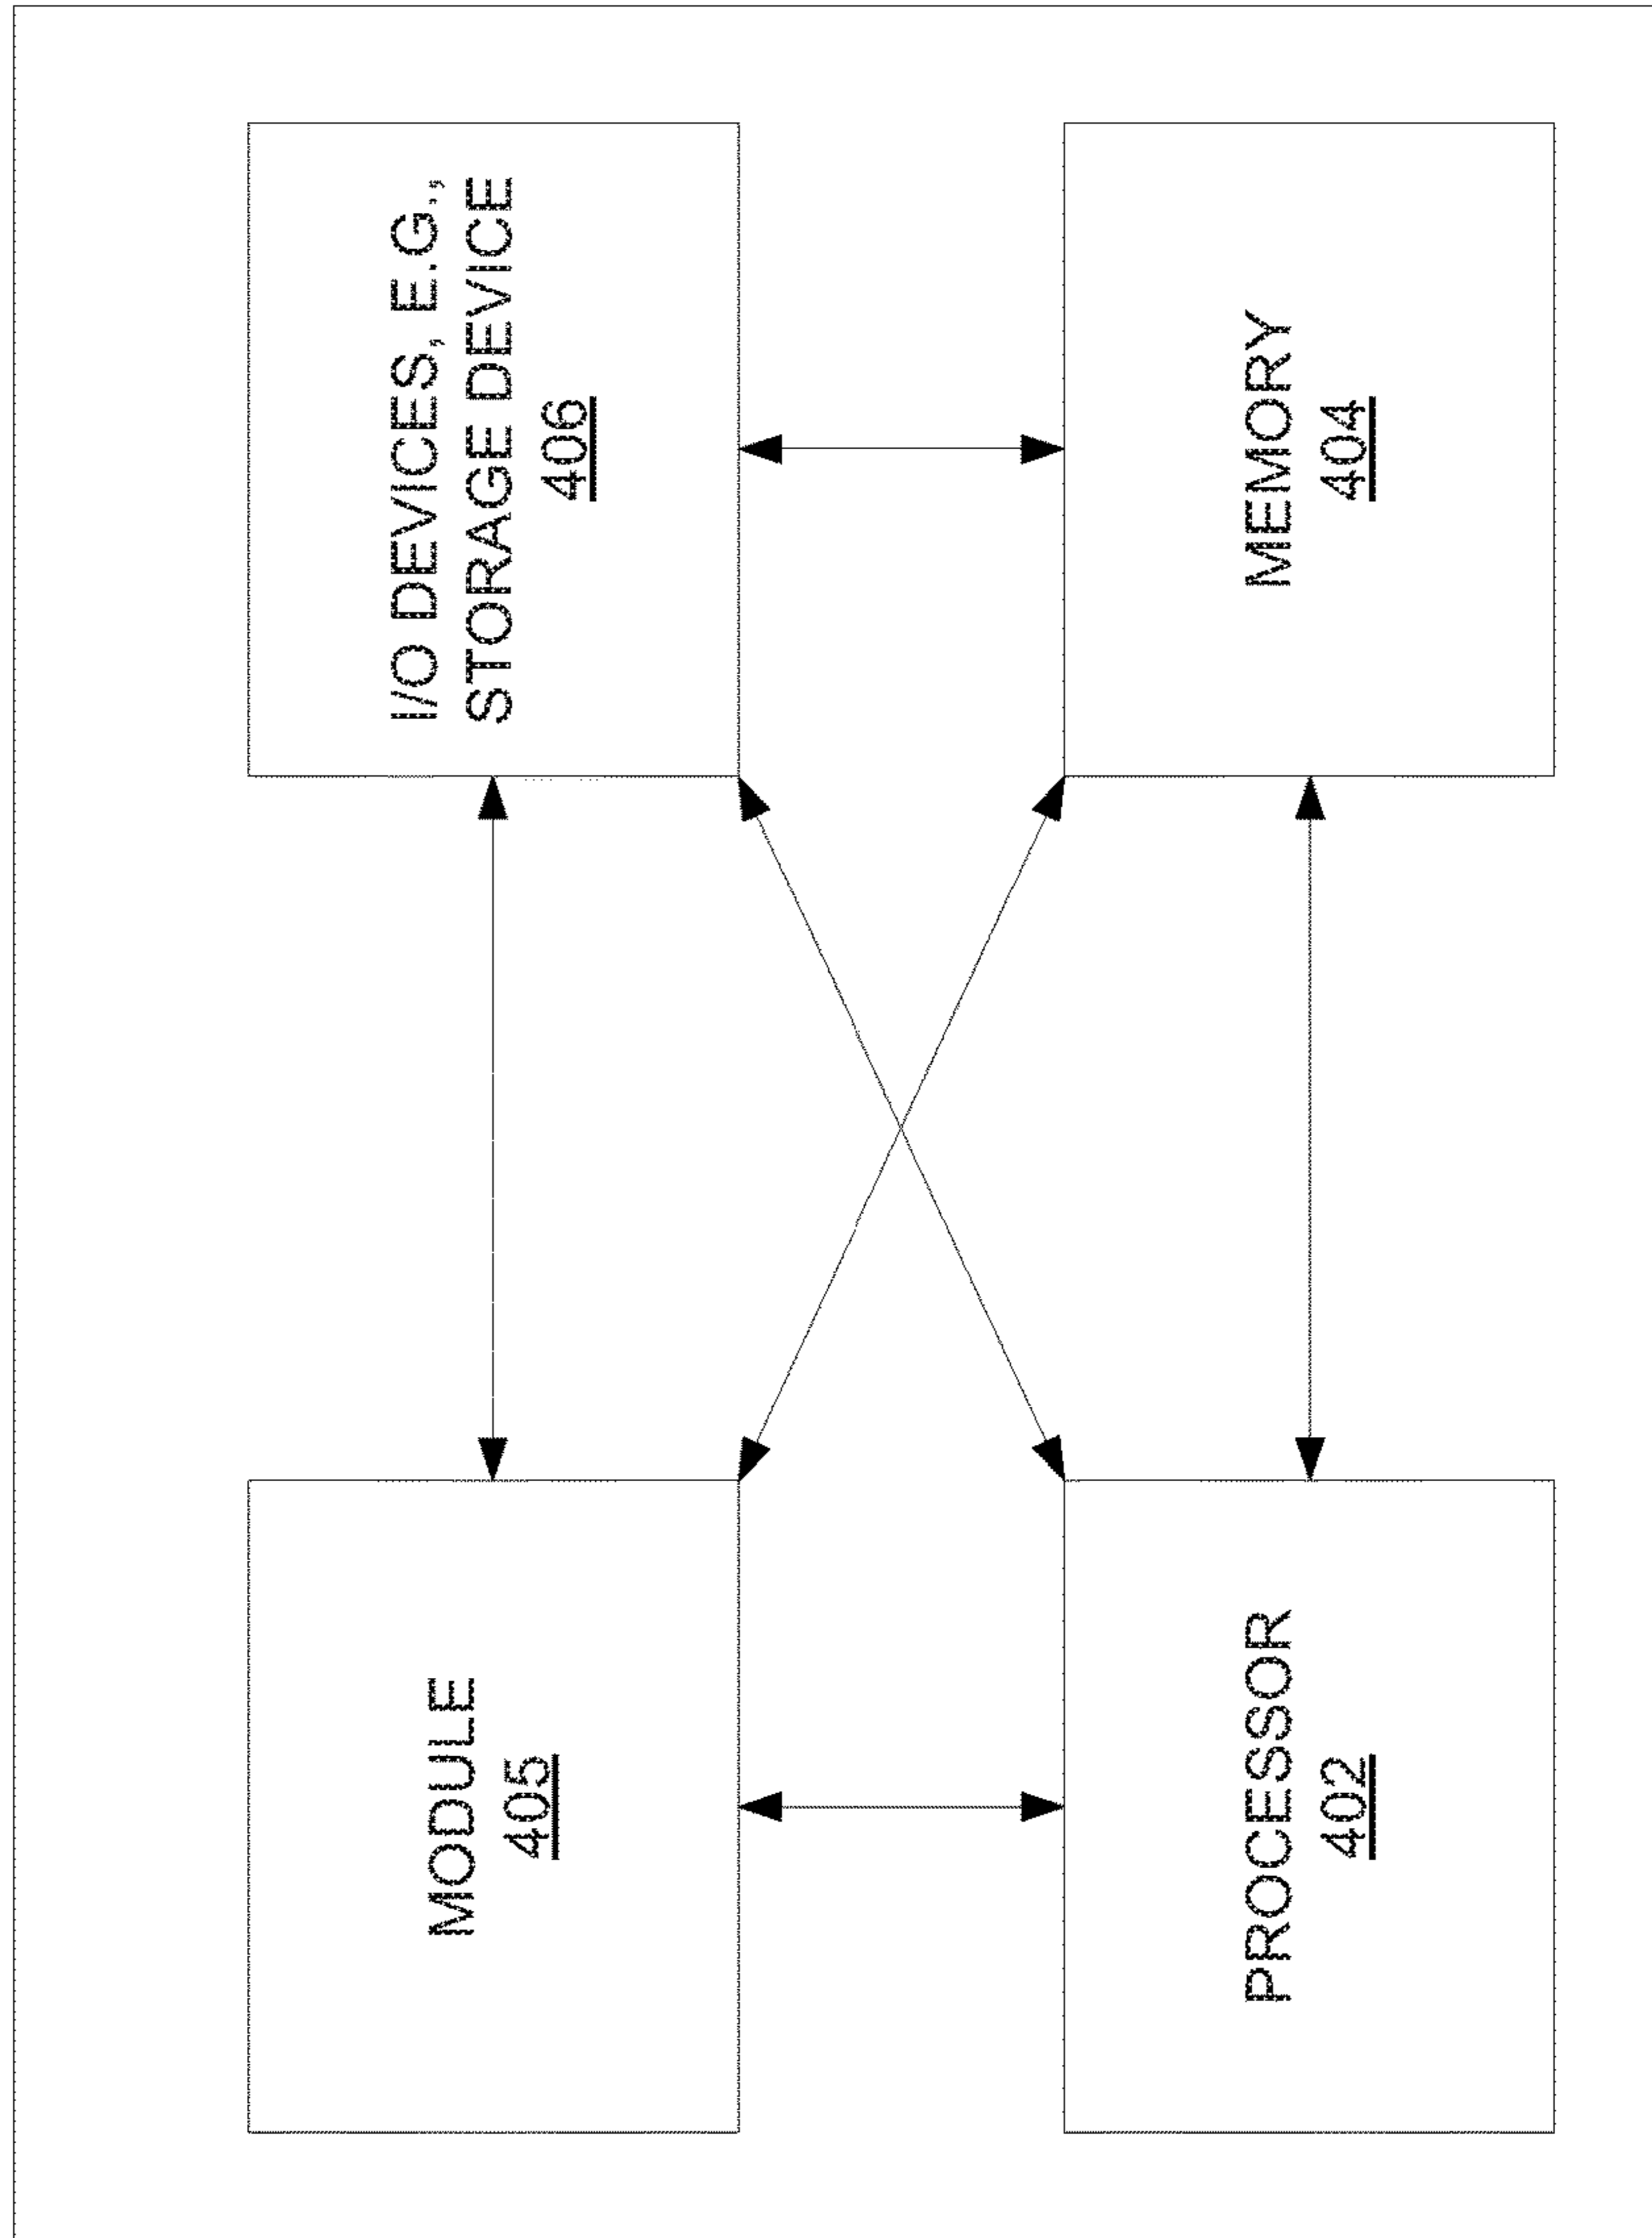 MODULE
405
I/O DEVICES, E.G.,
STORAGE DEVICE
406
PROCESSOR
402
MEMORY
404